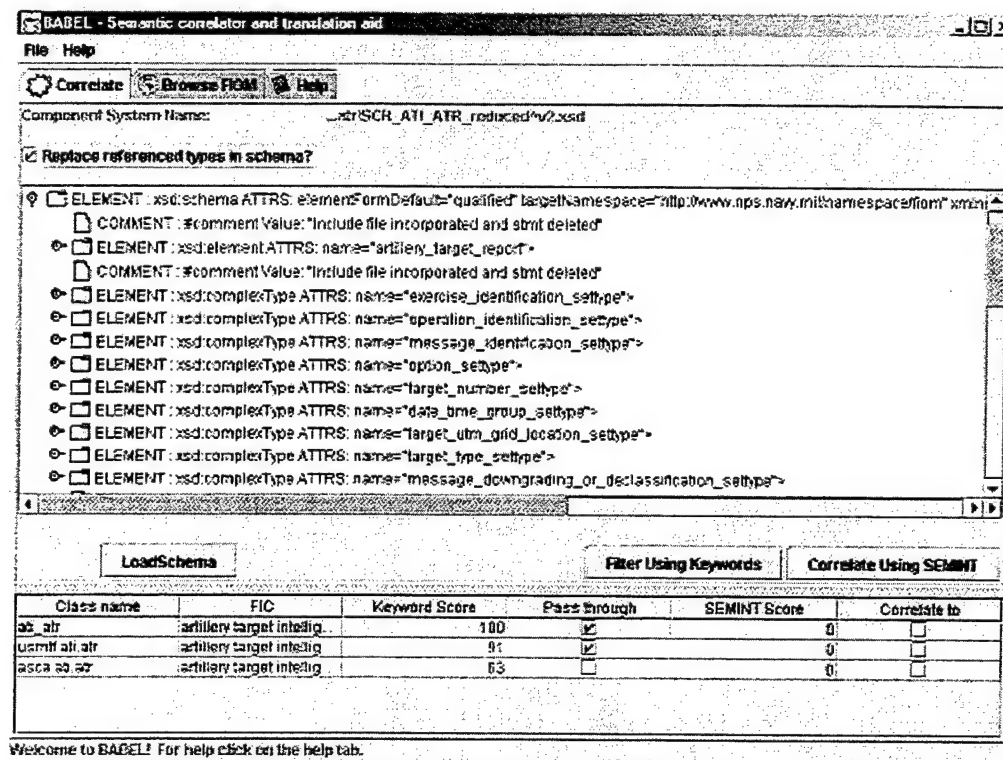 BABEL - Semantic correlator and translation aid
File Help
Correlate Browse FIOM Help
Component System Name: ...atr\SCR_ATI_ATR_reduced^v2.xsd
Replace referenced types in schema?
ELEMENT : xsd:schema ATTRS: elementFormDefault="qualified" targetNamespace="http://www.nps.navy.mil/namespace/fiom" xmlns
COMMENT : #comment Value: "Include file incorporated and stmt deleted"
ELEMENT : xsd:element ATTRS: name="artillery_target_report">
COMMENT : #comment Value: "Include file incorporated and stmt deleted"
ELEMENT : xsd:complexType ATTRS: name="exercise_identification_settype">
ELEMENT : xsd:complexType ATTRS: name="operation_identification_settype">
ELEMENT : xsd:complexType ATTRS: name="message_identification_settype">
ELEMENT : xsd:complexType ATTRS: name="option_settype">
ELEMENT : xsd:complexType ATTRS: name="target_number_settype">
ELEMENT : xsd:complexType ATTRS: name="date_time_group_settype">
ELEMENT : xsd:complexType ATTRS: name="target_utm_grid_location_settype">
ELEMENT : xsd:complexType ATTRS: name="target_type_settype">
ELEMENT : xsd:complexType ATTRS: name="message_downgrading_or_declassification_settype">
LoadSchema Filter Using Keywords Correlate Using SEMINT
Class name FIC Keyword Score Pass through SEMINT Score Correlate to
artillery target intellig... 100 0
usmtf ati.atr artillery target intellig... 91 0
asca ati.atr artillery target intellig... 63 0
Welcome to BABEL! For help click on the help tab.